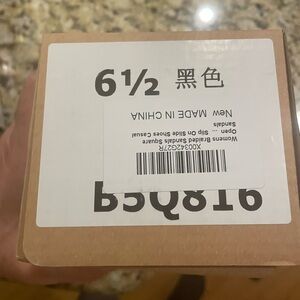 6½ 黑色
X00342G27R
Womens Braided Sandals Square
Open ... Slip On Slide Shoes Casual
Sandals
New MADE IN CHINA